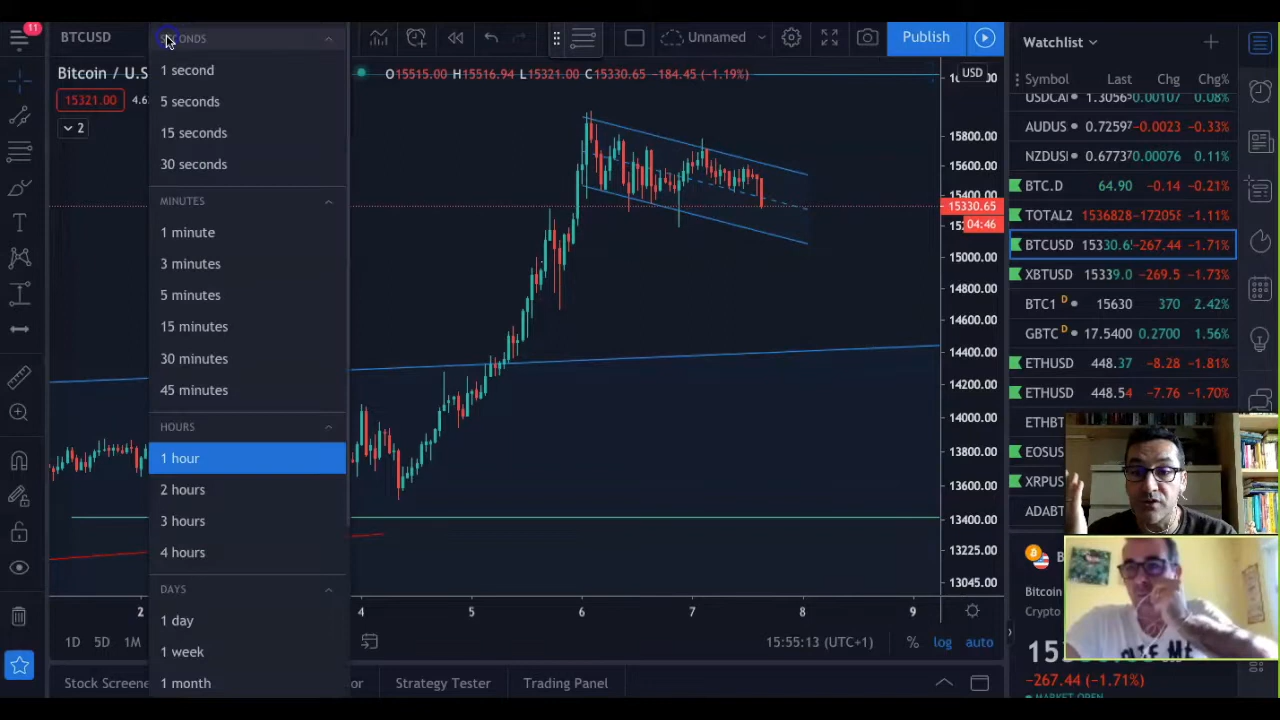 11
BTCUSD
SECONDS
1 second
5 seconds
15 seconds
30 seconds
MINUTES
1 minute
3 minutes
5 minutes
15 minutes
30 minutes
45 minutes
HOURS
1 hour
2 hours
3 hours
4 hours
DAYS
1 day
1 week
1 month
Unnamed
Publish
Bitcoin / U.S
O15515.00 H15516.94 L15321.00 C15330.65 −184.45 (−1.19%)
USD
15321.00
2
15800.00
15600.00
15400.00
15330.65
04:46
15000.00
14800.00
14600.00
14400.00
14200.00
14000.00
13800.00
13600.00
13400.00
13225.00
13045.00
2 4 5 6 7 8 9
1D 5D 1M
15:55:13 (UTC+1)
% log auto
Stock Screene
or
Strategy Tester
Trading Panel
Watchlist
Symbol Last Chg Chg%
USDCAI 1.3056 0.00107 0.08%
AUDUS 0.72597 -0.0023 −0.33%
NZDUSI 0.67737 0.00076 0.11%
BTC.D 64.90 −0.14 −0.21%
TOTAL2 1536828 -172058 −1.11%
BTCUSD 15330.6 −267.44 −1.71%
XBTUSD 15339.0 −269.5 −1.73%
BTC1 D 15630 370 2.42%
GBTC D 17.5400 0.2700 1.56%
ETHUSD 448.37 −8.28 −1.81%
ETHUSD 448.54 −7.76 −1.70%
ETHBT
EOSUS
XRPUS
ADABT
B
Bitcoin
Crypto
−267.44 (−1.71%)
MARKET OPEN